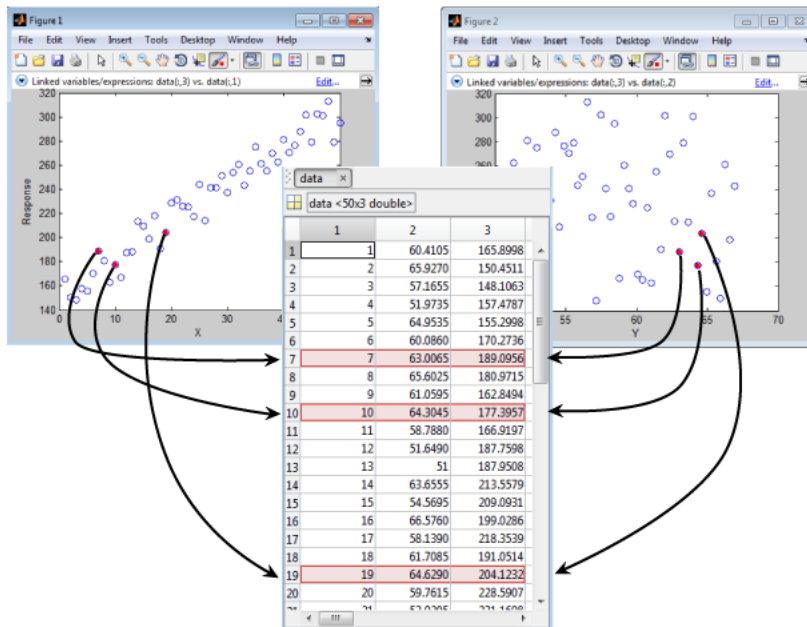 Figure 1
File Edit View Insert Tools Desktop Window Help
Linked variables/expressions: data(:,3) vs. data(:,1) Edit...
320
300
280
260
240
220
200
180
160
140
Response
0 10 20 30
X
Figure 2
File Edit View Insert Tools Desktop Window Help
Linked variables/expressions: data(:,3) vs. data(:,2) Edit...
320
300
280
260
55 60 65 70
Y
data ×
data <50x3 double>
1 2 3
1 1 60.4105 165.8998
2 2 65.9270 150.4511
3 3 57.1655 148.1063
4 4 51.9735 157.4787
5 5 64.9535 155.2998
6 6 60.0860 170.2736
7 7 63.0065 189.0956
8 8 65.6025 180.9715
9 9 61.0595 162.8494
10 10 64.3045 177.3957
11 11 58.7880 166.9197
12 12 51.6490 187.7598
13 13 51 187.9508
14 14 63.6555 213.5579
15 15 54.5695 209.0931
16 16 66.5760 199.0286
17 17 58.1390 218.3539
18 18 61.7085 191.0514
19 19 64.6290 204.1232
20 20 59.7615 228.5907